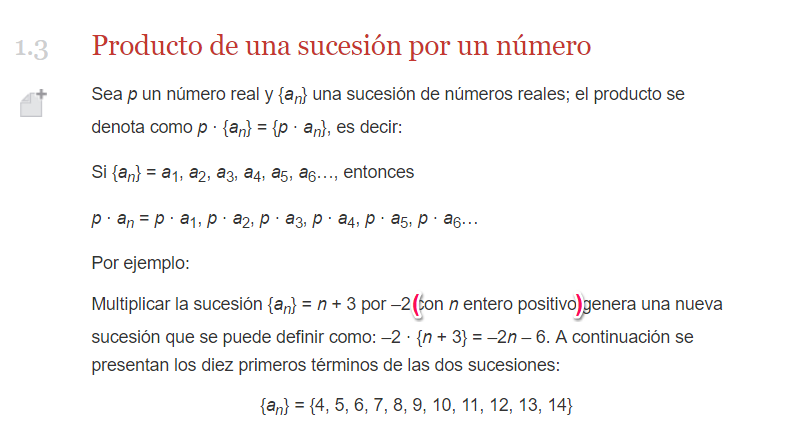 1.3 Producto de una sucesión por un número
Sea p un número real y {aₙ} una sucesión de números reales; el producto se
denota como p · {aₙ} = {p · aₙ}, es decir:
Si {aₙ} = a₁, a₂, a₃, a₄, a₅, a₆…, entonces
p · aₙ = p · a₁, p · a₂, p · a₃, p · a₄, p · a₅, p · a₆…
Por ejemplo:
Multiplicar la sucesión {aₙ} = n + 3 por –2 (con n entero positivo) genera una nueva
sucesión que se puede definir como: –2 · {n + 3} = –2n – 6. A continuación se
presentan los diez primeros términos de las dos sucesiones:
{aₙ} = {4, 5, 6, 7, 8, 9, 10, 11, 12, 13, 14}